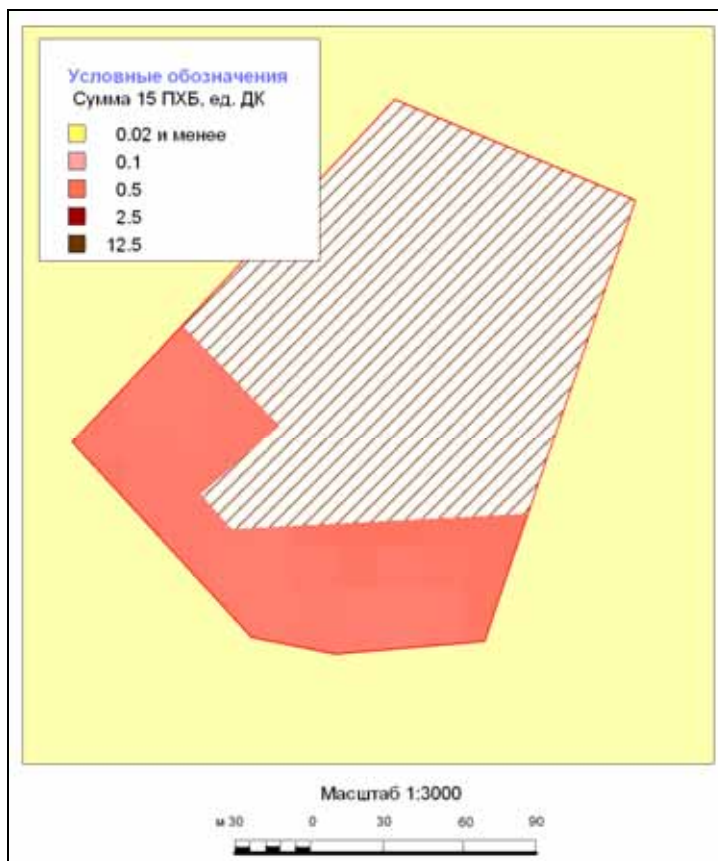 Условные обозначения
Сумма 15 ПХБ, ед. ДК
0.02 и менее
0.1
0.5
2.5
12.5
Масштаб 1:3000
м 30 0 30 60 90